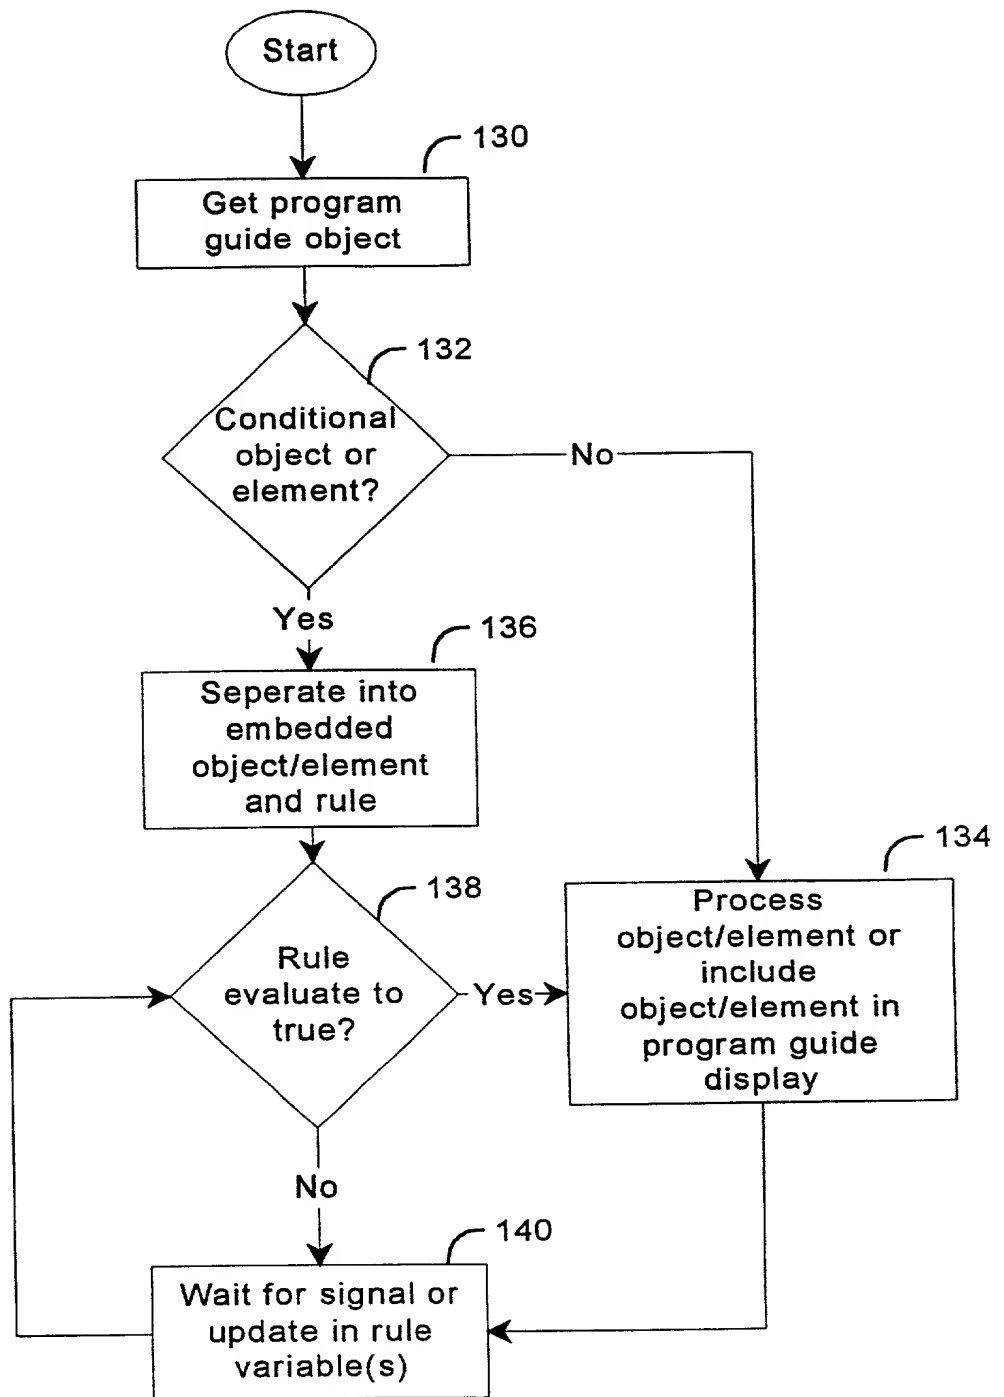 Start
130
Get program
guide object
132
Conditional
object or
element?
No
Yes
136
Seperate into
embedded
object/element
and rule
134
138
Rule
evaluate to
true?
Yes
Process
object/element or
include
object/element in
program guide
display
No
140
Wait for signal or
update in rule
variable(s)